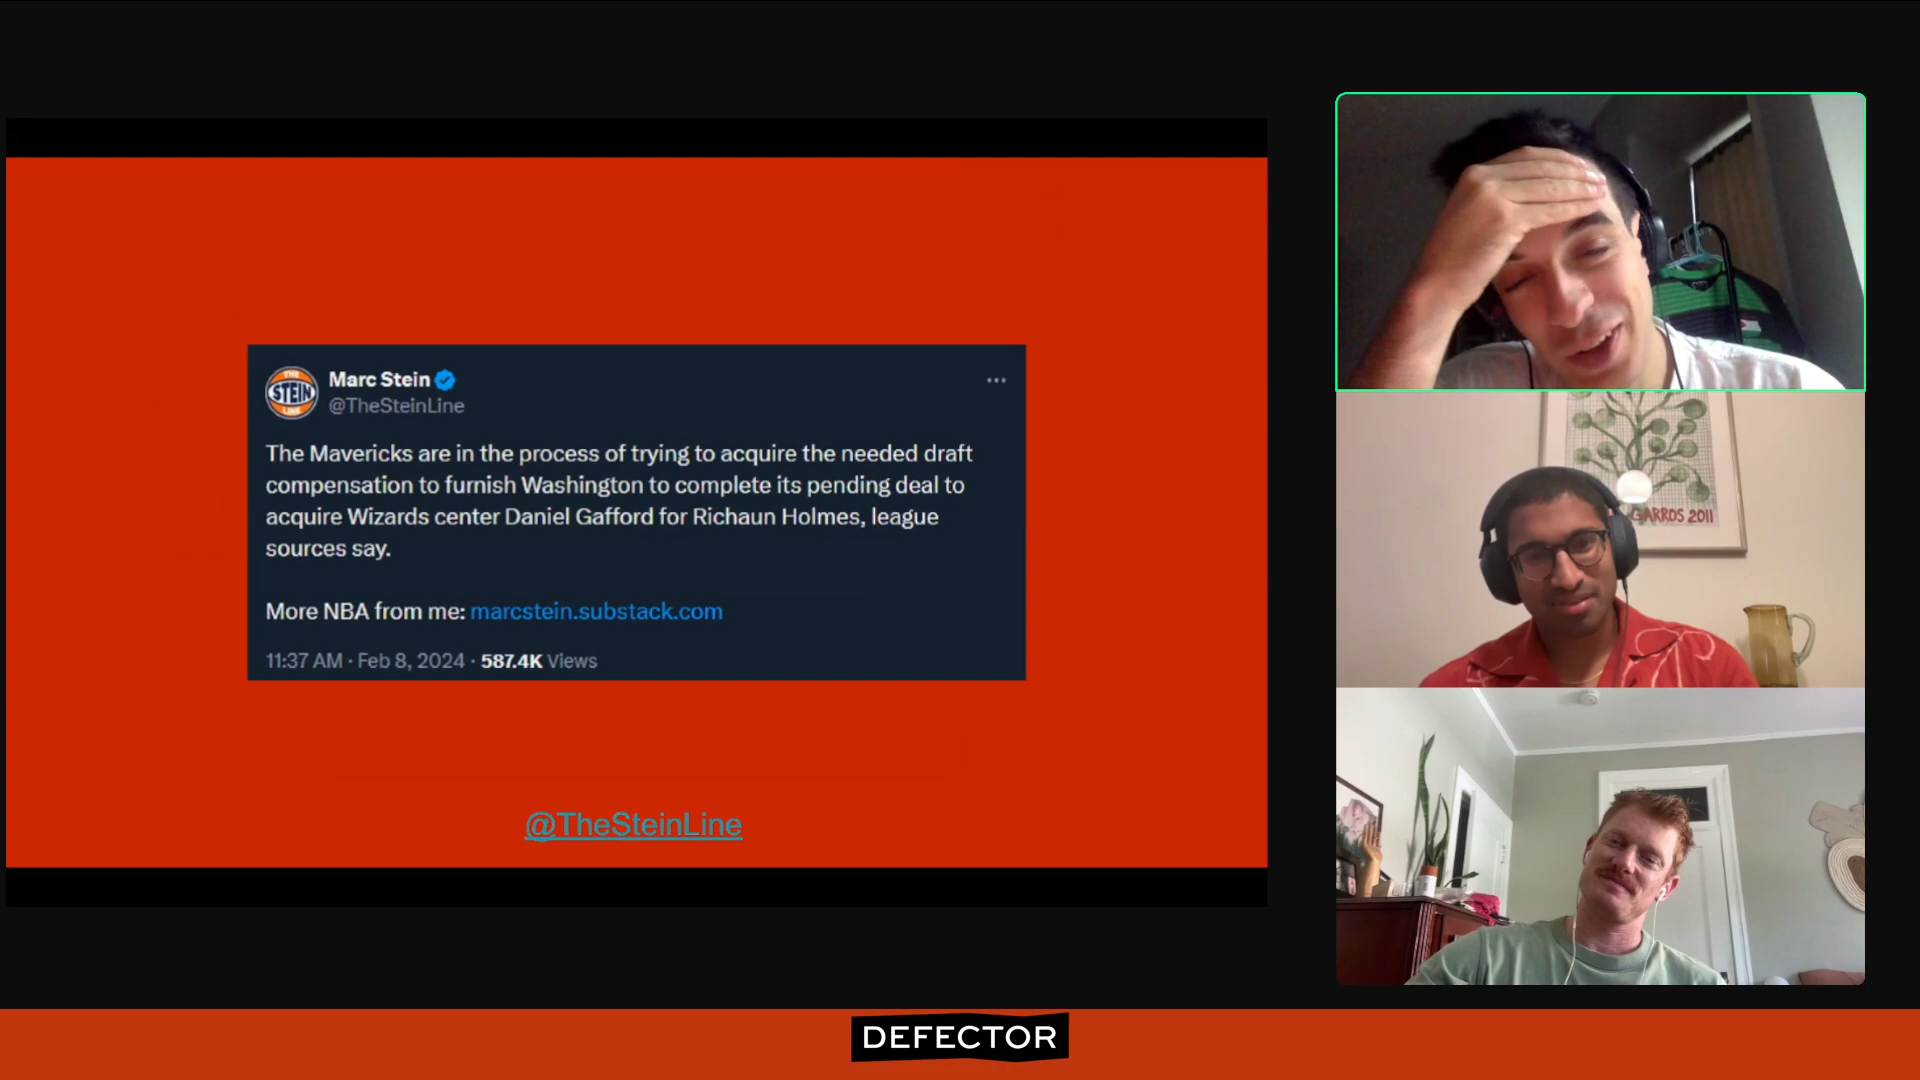 THE
STEIN
LINE
Marc Stein
@TheSteinLine
The Mavericks are in the process of trying to acquire the needed draft
compensation to furnish Washington to complete its pending deal to
acquire Wizards center Daniel Gafford for Richaun Holmes, league
sources say.
More NBA from me: marcstein.substack.com
11:37 AM · Feb 8, 2024 · 587.4K Views
@TheSteinLine
GARROS 2011
DEFECTOR